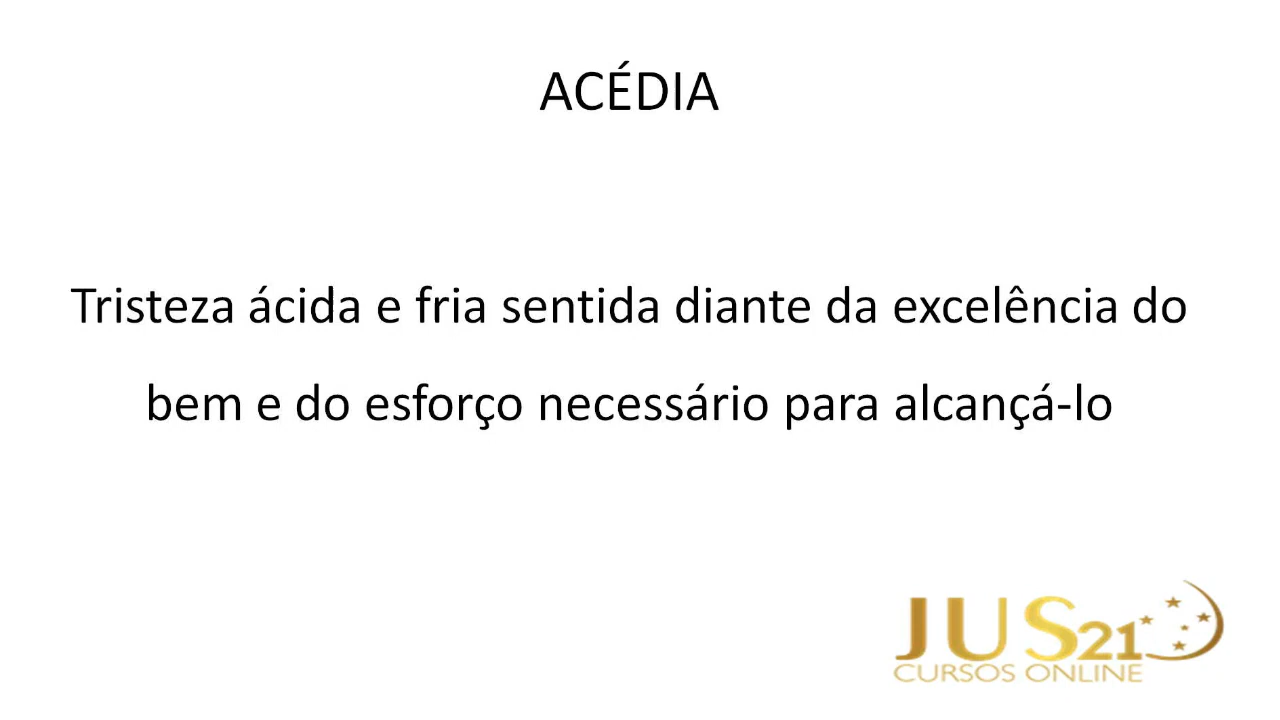 ACÉDIA
Tristeza ácida e fria sentida diante da excelência do
bem e do esforço necessário para alcançá-lo
JUS21
CURSOS ONLINE